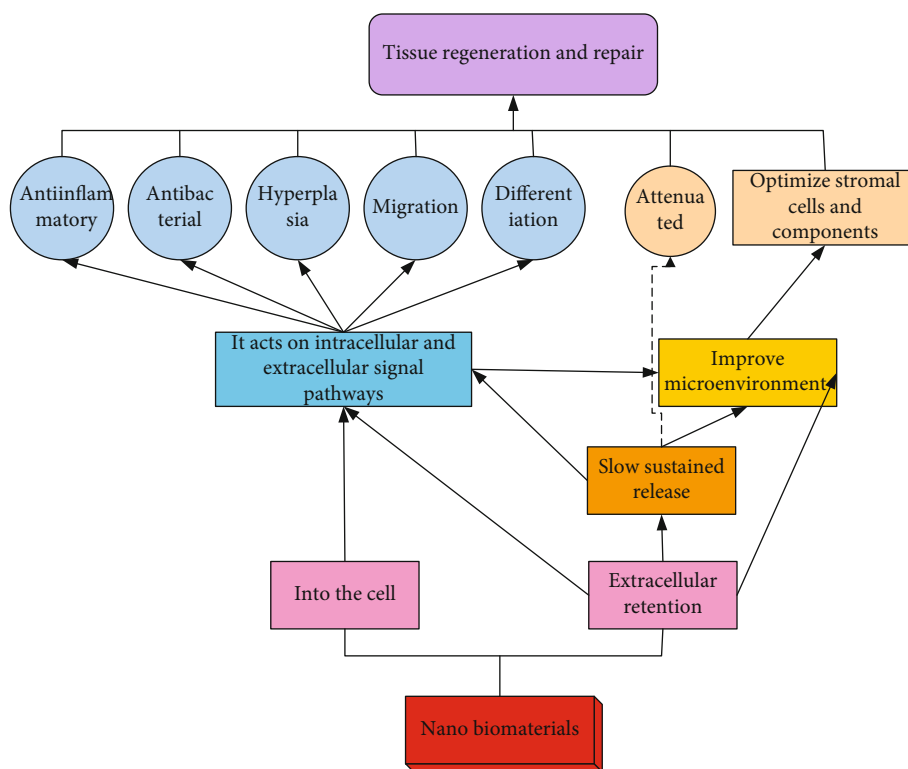 Tissue regeneration and repair
Antiinflam
matory
Antibac
terial
Hyperpla
sia
Migration
Different
iation
Attenua
ted
Optimize stromal
cells and
components
It acts on intracellular and
extracellular signal
pathways
Improve
microenvironment
Slow sustained
release
Into the cell
Extracellular
retention
Nano biomaterials